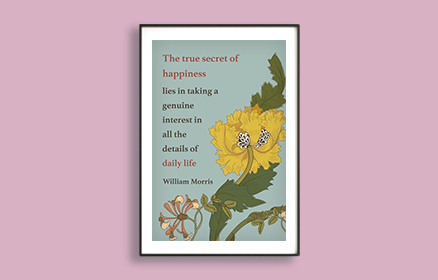 The true secret of
happiness
lies in taking a
genuine
interest in
all the
details of
daily life
William Morris